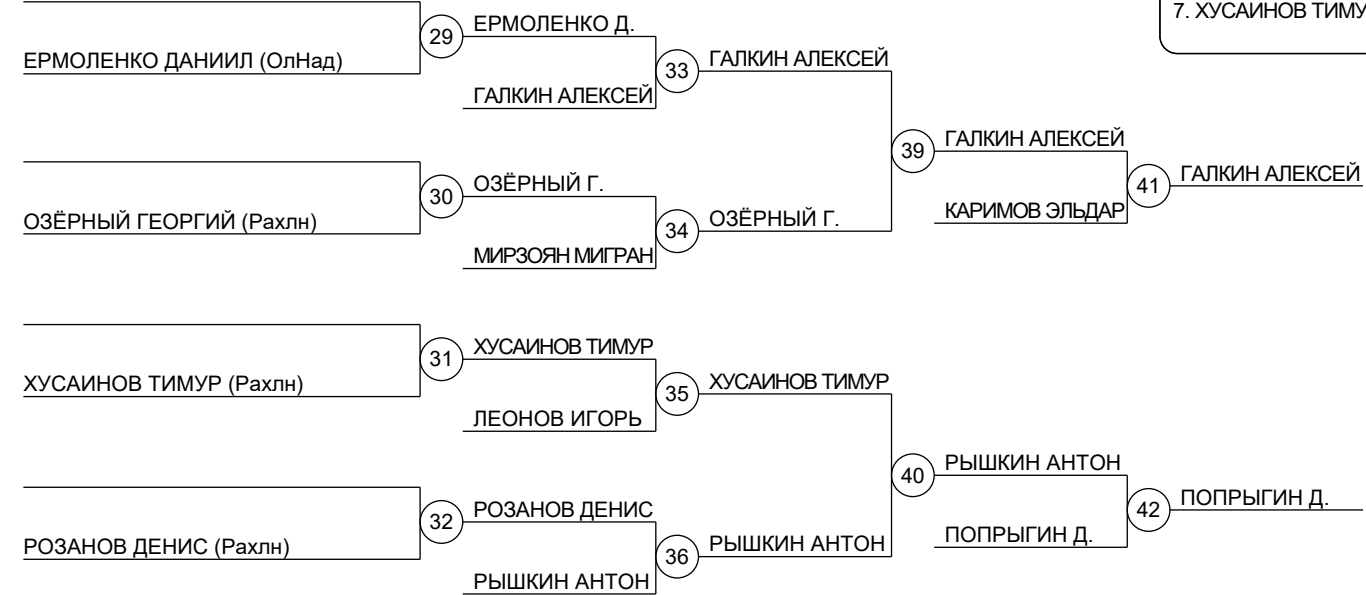 7. ХУСАИНОВ ТИМУ
ЕРМОЛЕНКО Д.
29
ЕРМОЛЕНКО ДАНИИЛ (ОлНад)
ГАЛКИН АЛЕКСЕЙ
33
ГАЛКИН АЛЕКСЕЙ
39
ГАЛКИН АЛЕКСЕЙ
41
ГАЛКИН АЛЕКСЕЙ
ОЗЁРНЫЙ Г.
30
ОЗЁРНЫЙ ГЕОРГИЙ (Рахлн)
34
ОЗЁРНЫЙ Г.
КАРИМОВ ЭЛЬДАР
МИРЗОЯН МИГРАН
ХУСАИНОВ ТИМУР
31
ХУСАИНОВ ТИМУР (Рахлн)
35
ХУСАИНОВ ТИМУР
ЛЕОНОВ ИГОРЬ
40
РЫШКИН АНТОН
РОЗАНОВ ДЕНИС
32
РОЗАНОВ ДЕНИС (Рахлн)
36
РЫШКИН АНТОН
ПОПРЫГИН Д.
42
ПОПРЫГИН Д.
РЫШКИН АНТОН